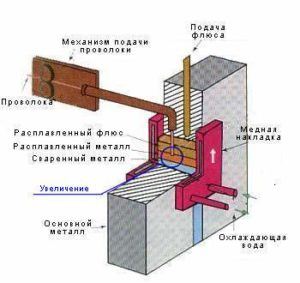 Подача
флюса
Механизм подачи
проволоки
Проволока
Расплавленный флюс
Расплавленный металл
Сваренный металл
Медная
накладка
Увеличение
Основной
металл
Охлаждающая
вода